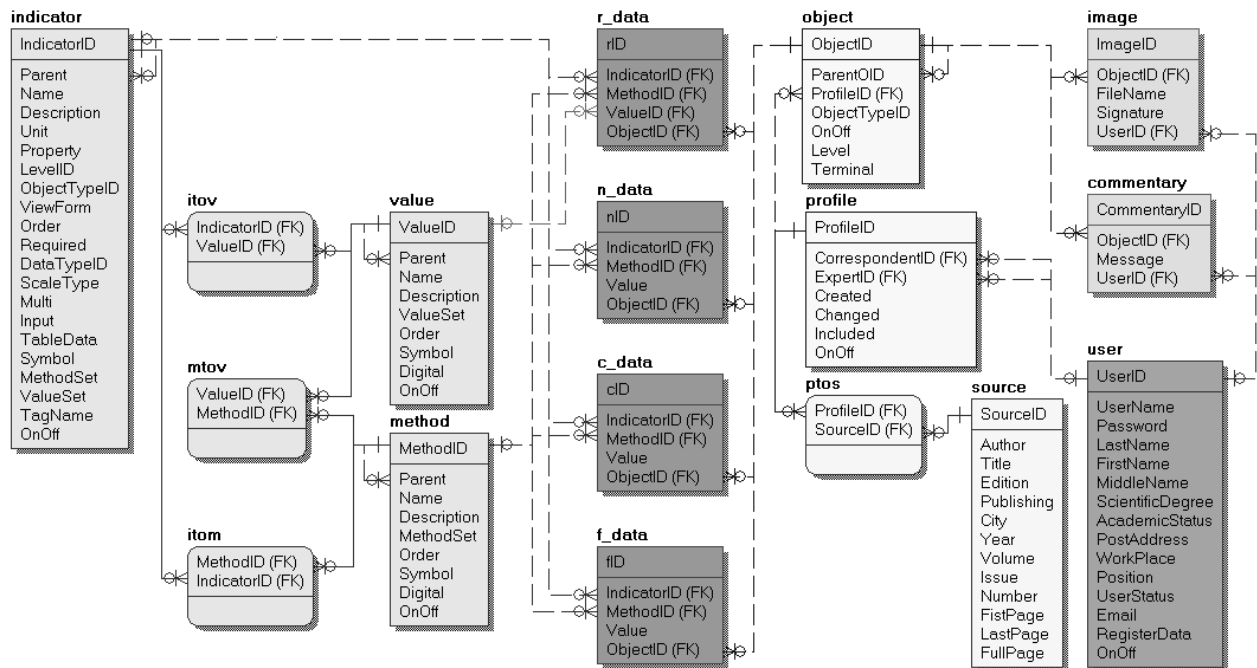 indicator
IndicatorID
Parent
Name
Description
Unit
Property
LevelID
ObjectTypeID
ViewForm
Order
Required
DataTypeID
ScaleType
Multi
Input
TableData
Symbol
MethodSet
ValueSet
TagName
OnOff
itov
IndicatorID (FK)
ValueID (FK)
mtov
ValueID (FK)
MethodID (FK)
itom
MethodID (FK)
IndicatorID (FK)
value
ValueID
Parent
Name
Description
ValueSet
Order
Symbol
Digital
OnOff
method
MethodID
Parent
Name
Description
MethodSet
Order
Symbol
Digital
OnOff
r_data
rID
IndicatorID (FK)
MethodID (FK)
ValueID (FK)
ObjectID (FK)
n_data
nID
IndicatorID (FK)
MethodID (FK)
Value
ObjectID (FK)
c_data
cID
IndicatorID (FK)
MethodID (FK)
Value
ObjectID (FK)
f_data
fID
IndicatorID (FK)
MethodID (FK)
Value
ObjectID (FK)
object
ObjectID
ParentOID
ProfileID (FK)
ObjectTypeID
OnOff
Level
Terminal
profile
ProfileID
CorrespondentID (FK)
ExpertID (FK)
Created
Changed
Included
OnOff
ptos
ProfileID (FK)
SourceID (FK)
source
SourceID
Author
Title
Edition
Publishing
City
Year
Volume
Issue
Number
FistPage
LastPage
FullPage
image
ImageID
ObjectID (FK)
FileName
Signature
UserID (FK)
commentary
CommentaryID
ObjectID (FK)
Message
UserID (FK)
user
UserID
UserName
Password
LastName
FirstName
MiddleName
ScientificDegree
AcademicStatus
PostAddress
WorkPlace
Position
UserStatus
Email
RegisterData
OnOff